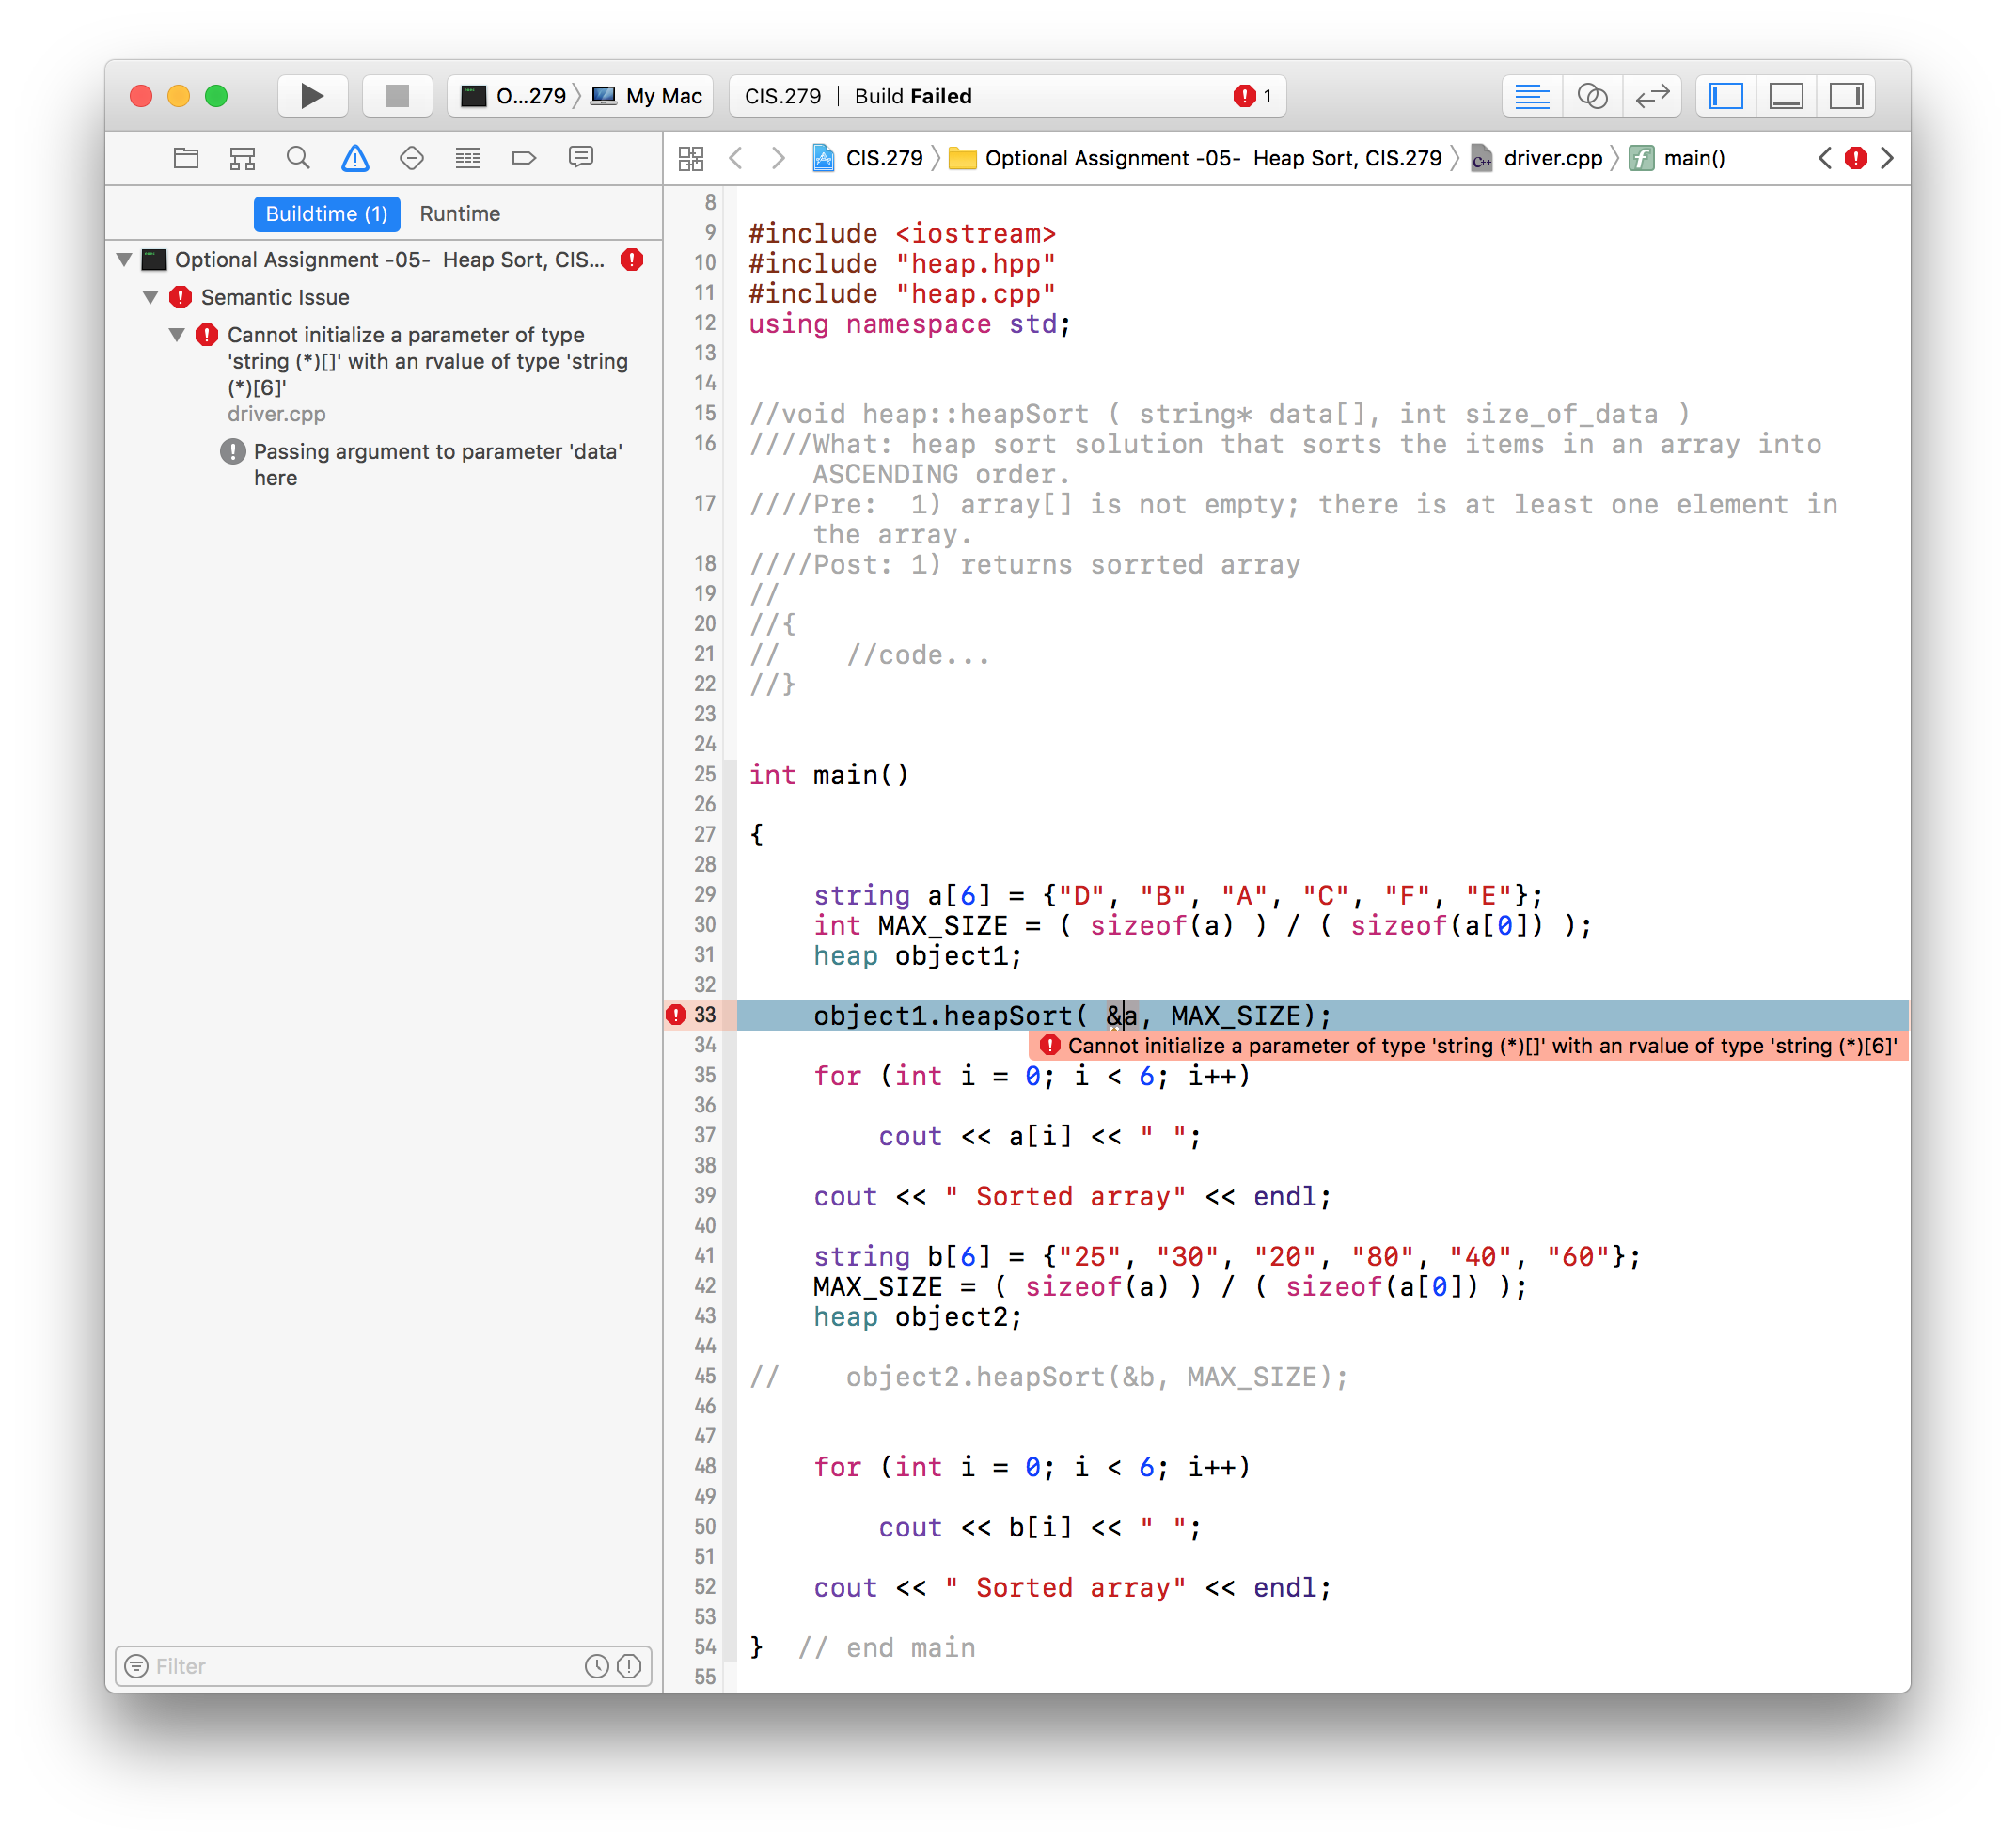 O...279 My Mac
CIS.279 | Build Failed 1
CIS.279 Optional Assignment -05- Heap Sort, CIS.279 driver.cpp main()
Buildtime (1) Runtime
Optional Assignment -05- Heap Sort, CIS...
Semantic Issue
Cannot initialize a parameter of type
'string (*)[]' with an rvalue of type 'string
(*)[6]'
driver.cpp
Passing argument to parameter 'data'
here
Filter
8
9 #include <iostream>
10 #include "heap.hpp"
11 #include "heap.cpp"
12 using namespace std;
13
14
15 //void heap::heapSort ( string* data[], int size_of_data )
16 ////What: heap sort solution that sorts the items in an array into
ASCENDING order.
17 ////Pre:  1) array[] is not empty; there is at least one element in
the array.
18 ////Post: 1) returns sorrted array
19 //
20 //{
21 //    //code...
22 //}
23
24
25 int main()
26
27 {
28
29     string a[6] = {"D", "B", "A", "C", "F", "E"};
30     int MAX_SIZE = ( sizeof(a) ) / ( sizeof(a[0]) );
31     heap object1;
32
33     object1.heapSort( &a, MAX_SIZE);
34 Cannot initialize a parameter of type 'string (*)[]' with an rvalue of type 'string (*)[6]'
35     for (int i = 0; i < 6; i++)
36
37         cout << a[i] << " ";
38
39     cout << " Sorted array" << endl;
40
41     string b[6] = {"25", "30", "20", "80", "40", "60"};
42     MAX_SIZE = ( sizeof(a) ) / ( sizeof(a[0]) );
43     heap object2;
44
45 //    object2.heapSort(&b, MAX_SIZE);
46
47
48     for (int i = 0; i < 6; i++)
49
50         cout << b[i] << " ";
51
52     cout << " Sorted array" << endl;
53
54 }  // end main
55